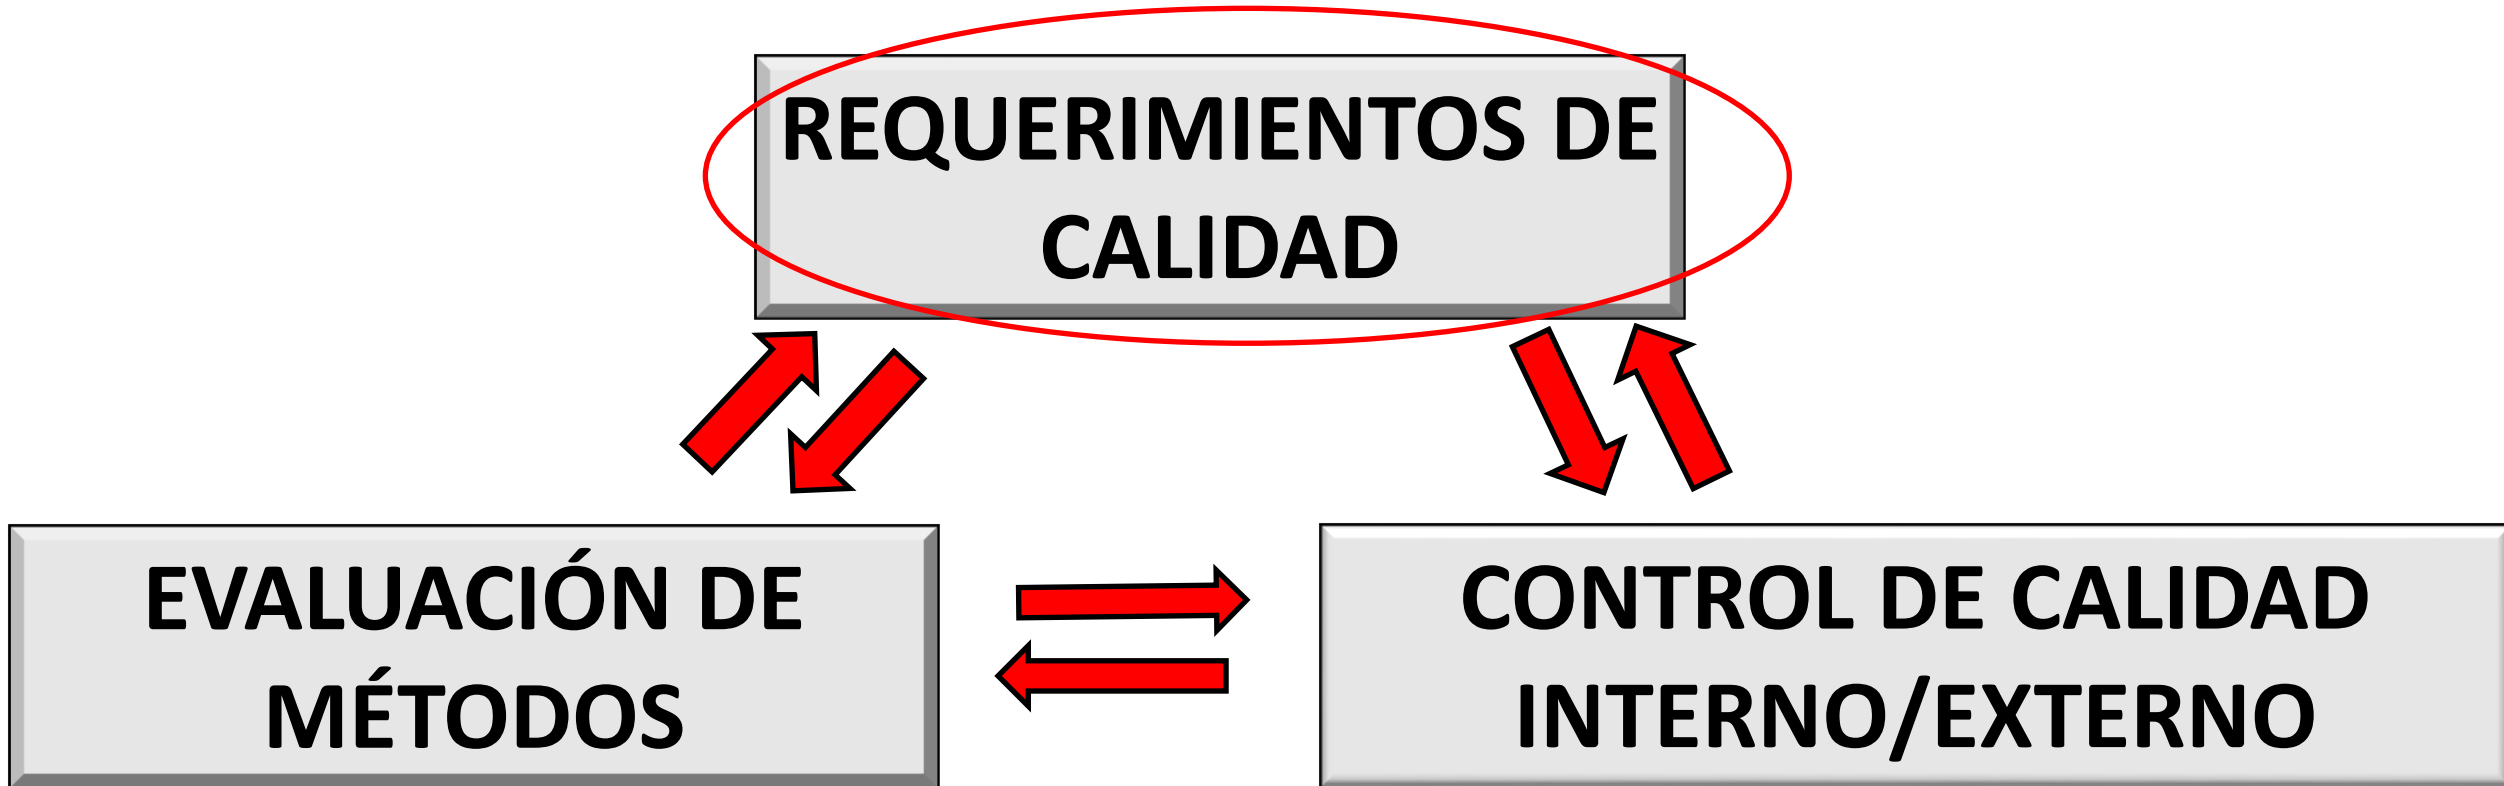 REQUERIMIENTOS DE
CALIDAD
EVALUACIÓN DE
MÉTODOS
CONTROL DE CALIDAD
INTERNO/EXTERNO